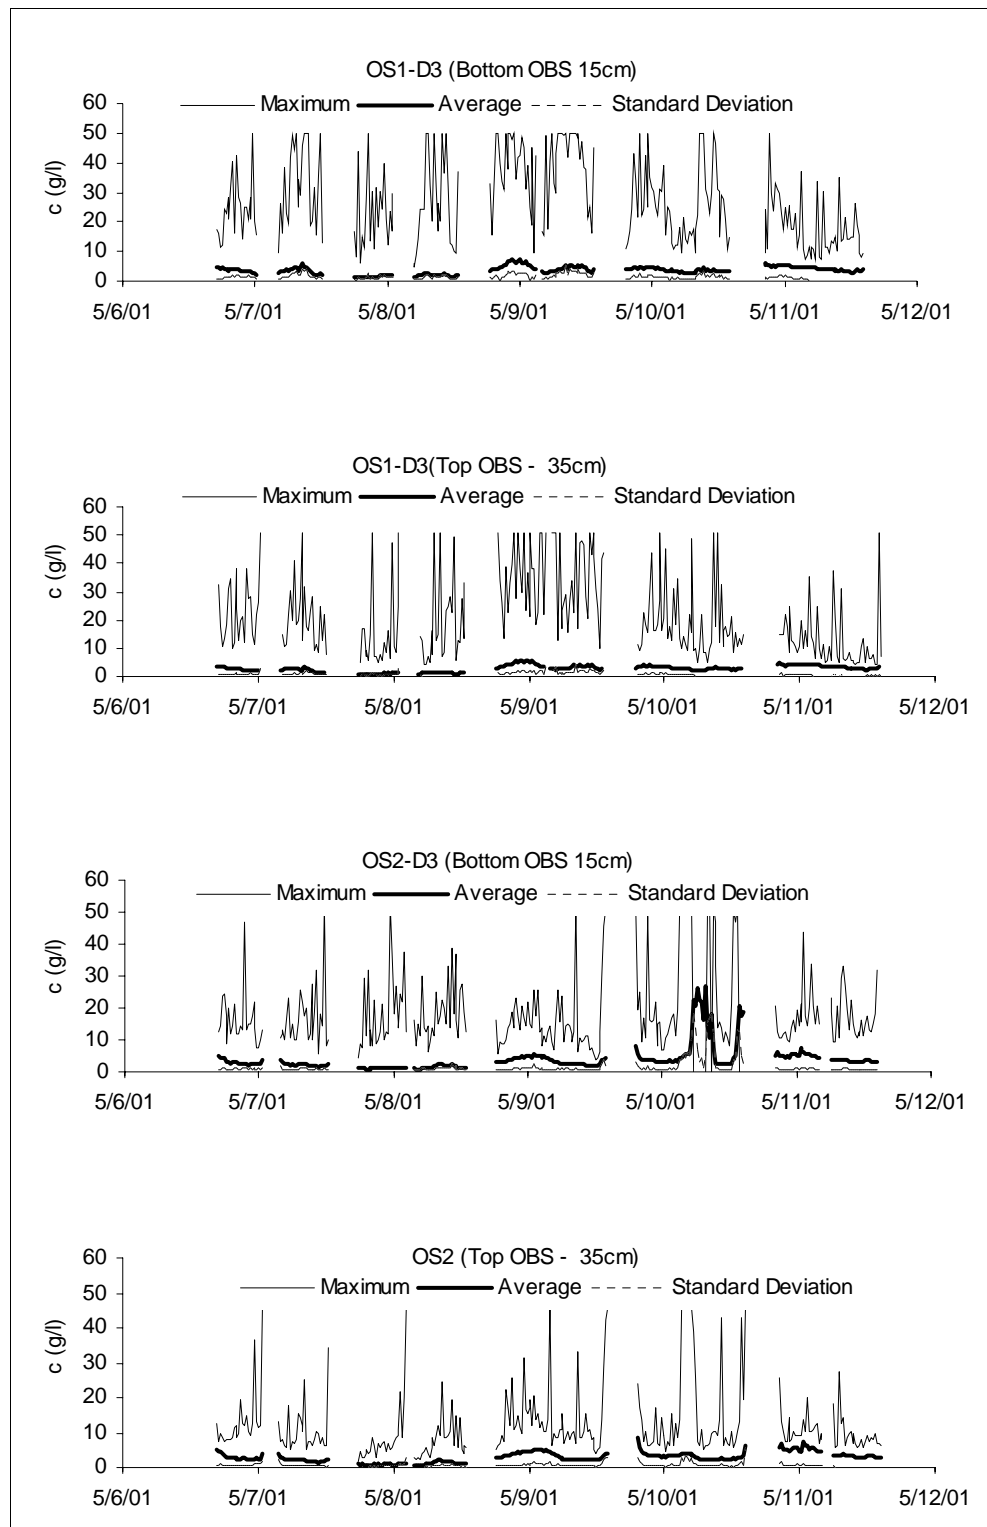 OS1-D3 (Bottom OBS 15cm)
Maximum Average Standard Deviation
60
50
40
30
20
10
0
c (g/l)
5/6/01 5/7/01 5/8/01 5/9/01 5/10/01 5/11/01 5/12/01
OS1-D3(Top OBS - 35cm)
Maximum Average Standard Deviation
60
50
40
30
20
10
0
c (g/l)
5/6/01 5/7/01 5/8/01 5/9/01 5/10/01 5/11/01 5/12/01
OS2-D3 (Bottom OBS 15cm)
Maximum Average Standard Deviation
60
50
40
30
20
10
0
c (g/l)
5/6/01 5/7/01 5/8/01 5/9/01 5/10/01 5/11/01 5/12/01
OS2 (Top OBS - 35cm)
Maximum Average Standard Deviation
60
50
40
30
20
10
0
c (g/l)
5/6/01 5/7/01 5/8/01 5/9/01 5/10/01 5/11/01 5/12/01